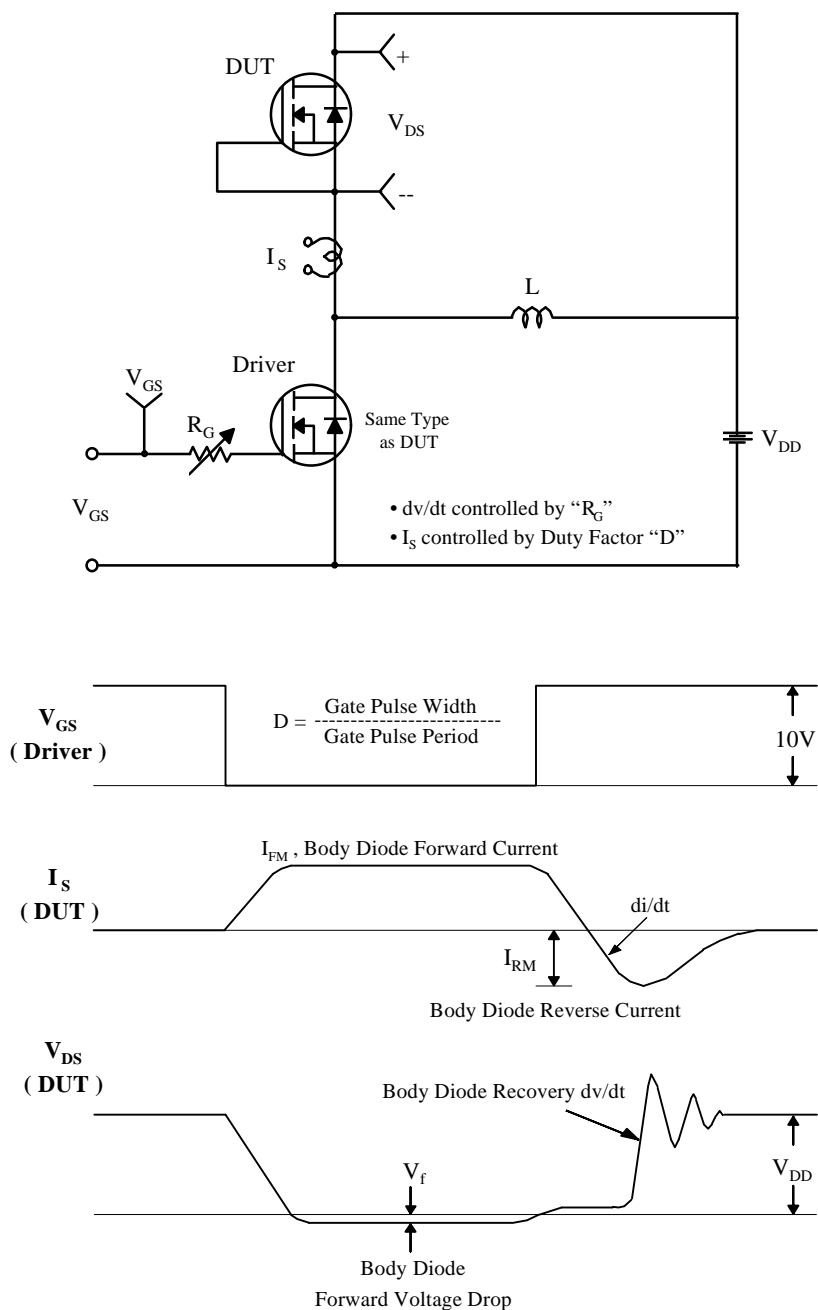 +
DUT
V_DS
--
I_S
L
Driver
V_GS
R_G
Same Type
as DUT
V_DD
V_GS
• dv/dt controlled by “R_G”
• I_S controlled by Duty Factor “D”
V_GS
( Driver )
D = Gate Pulse Width
--------------------------
Gate Pulse Period
10V
I_FM , Body Diode Forward Current
I_S
( DUT )
di/dt
I_RM
Body Diode Reverse Current
V_DS
( DUT )
Body Diode Recovery dv/dt
V_f
V_DD
Body Diode
Forward Voltage Drop